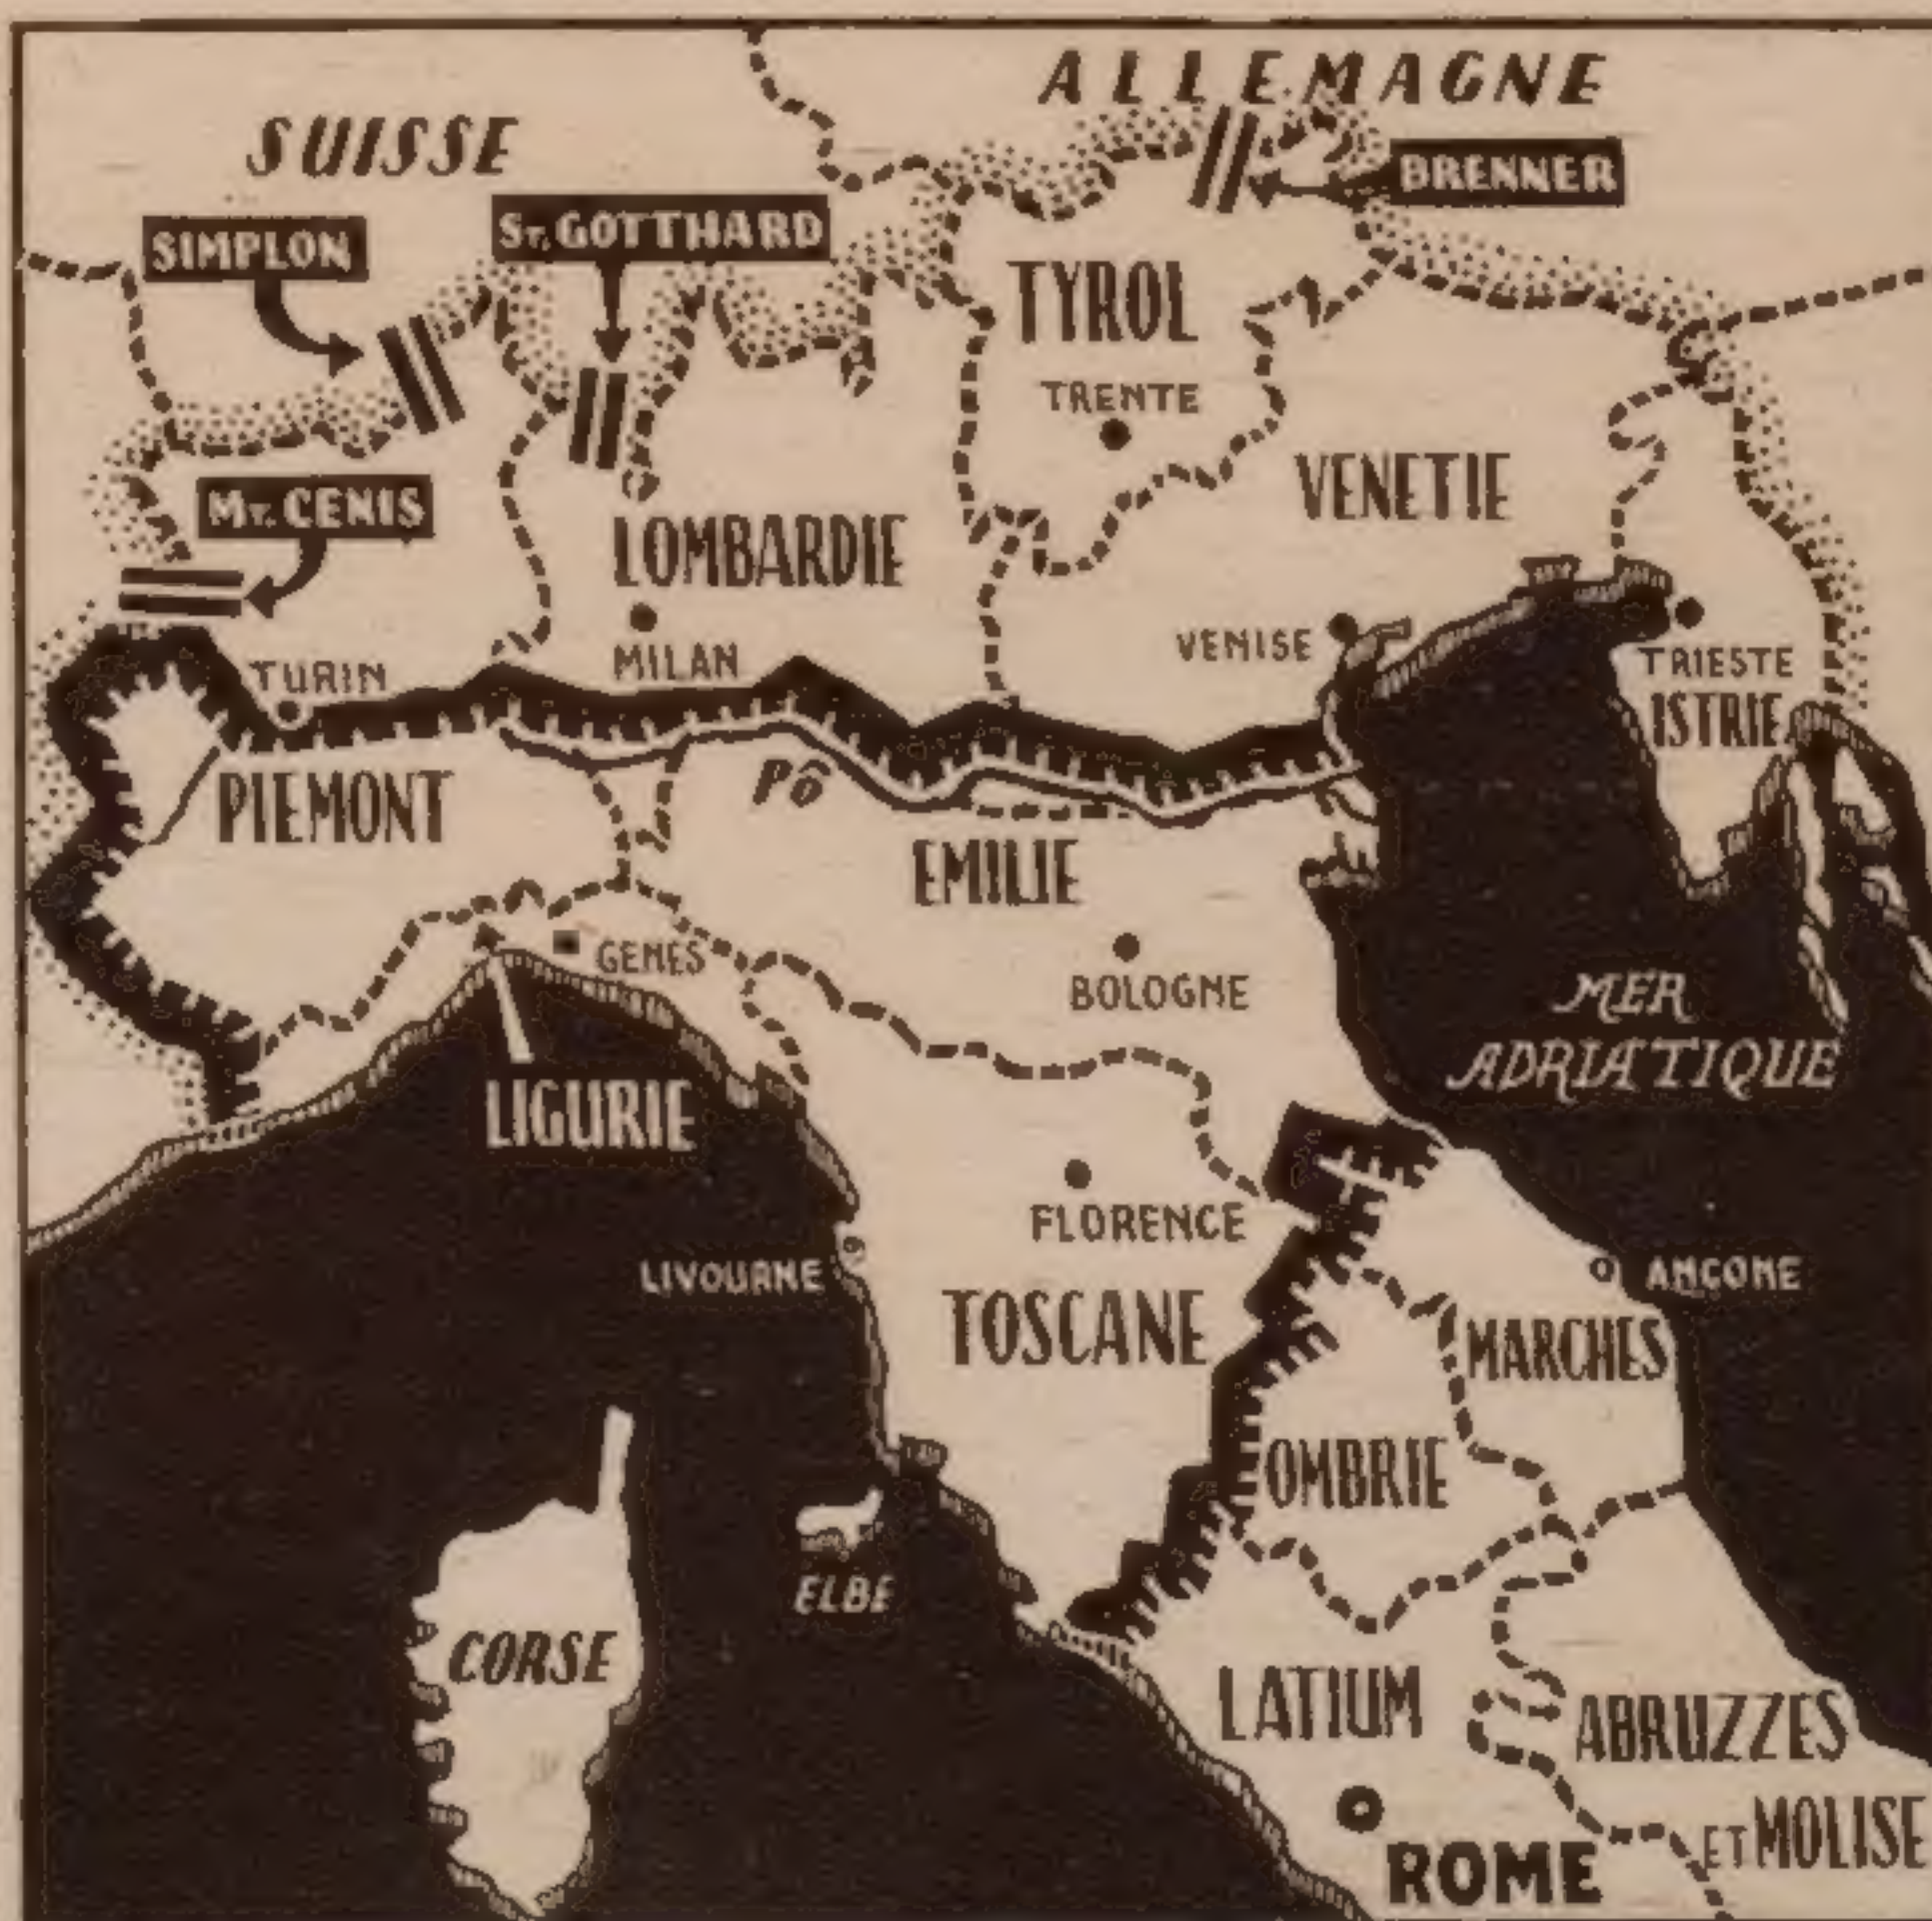 ALLEMAGNE
SUISSE
BRENNER
ST. GOTTHARD
SIMPLON
TYROL
TRENTE
VENETIE
MT. CENIS
LOMBARDIE
VENISE
MILAN
TRIESTE
TURIN
ISTRIE
PIEMONT
PÔ
EMILIE
GENES
BOLOGNE
MER
ADRIATIQUE
LIGURIE
FLORENCE
LIVOURNE
ANCONE
TOSCANE
MARCHES
OMBRIE
ELBE
CORSE
LATIUM
ABRUZZES
ET MOLISE
ROME